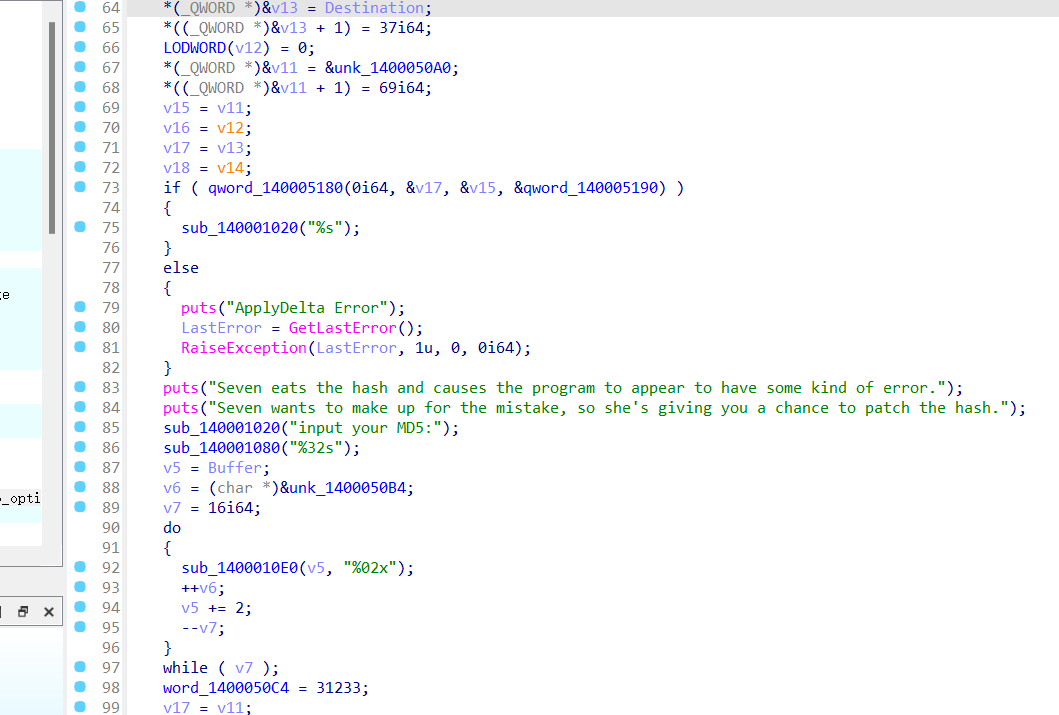 64 *(_QWORD *)&v13 = Destination;
65 *((_QWORD *)&v13 + 1) = 37i64;
66 LODWORD(v12) = 0;
67 *(_QWORD *)&v11 = &unk_1400050A0;
68 *((_QWORD *)&v11 + 1) = 69i64;
69 v15 = v11;
70 v16 = v12;
71 v17 = v13;
72 v18 = v14;
73 if ( qword_140005180(0i64, &v17, &v15, &qword_140005190) )
74 {
75 sub_140001020("%s");
76 }
77 else
78 {
79 puts("ApplyDelta Error");
80 LastError = GetLastError();
81 RaiseException(LastError, 1u, 0, 0i64);
82 }
83 puts("Seven eats the hash and causes the program to appear to have some kind of error.");
84 puts("Seven wants to make up for the mistake, so she's giving you a chance to patch the hash.");
85 sub_140001020("input your MD5:");
86 sub_140001080("%32s");
87 v5 = Buffer;
88 v6 = (char *)&unk_1400050B4;
89 v7 = 16i64;
90 do
91 {
92 sub_1400010E0(v5, "%02x");
93 ++v6;
94 v5 += 2;
95 --v7;
96 }
97 while ( v7 );
98 word_1400050C4 = 31233;
99 v17 = v11;
_opti